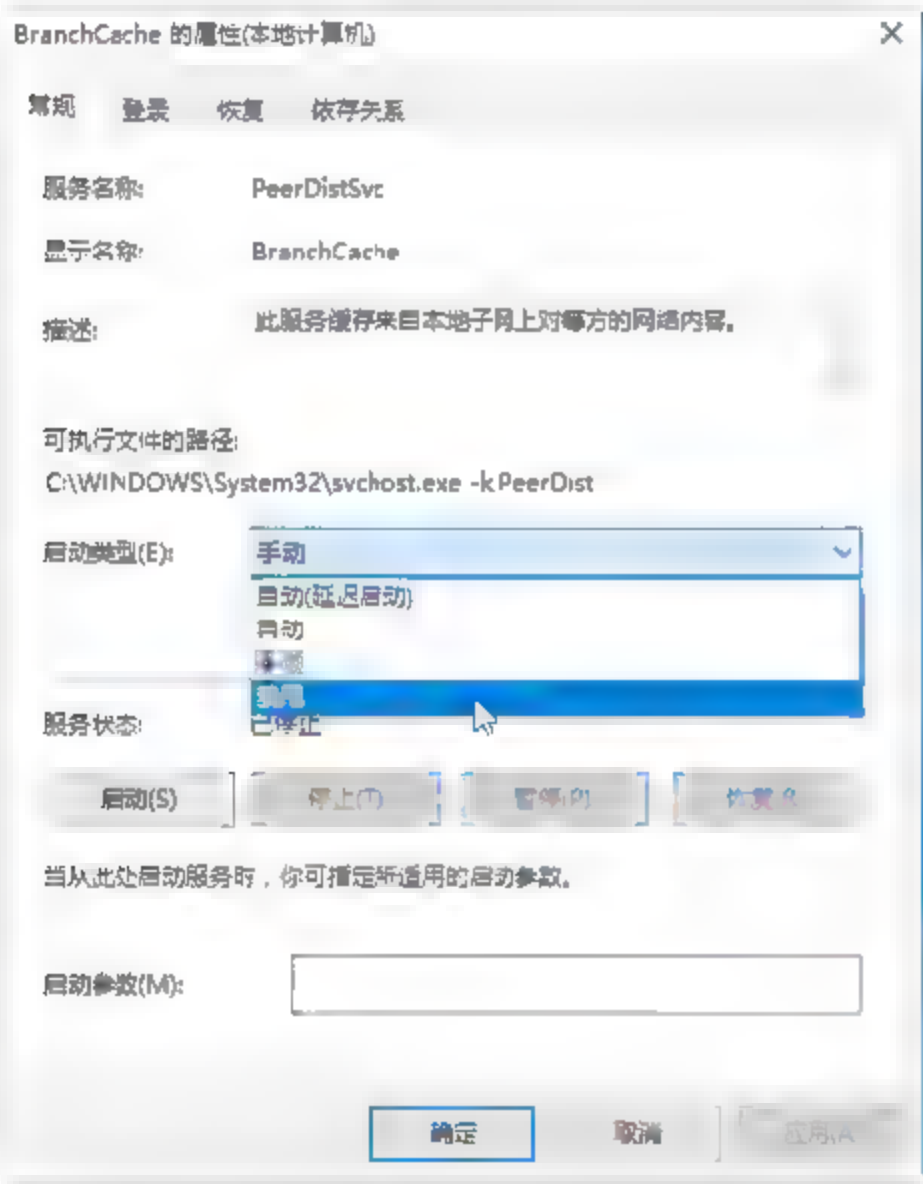 BranchCache 的属性(本地计算机)
常规 登录 恢复 依存关系
服务名称: PeerDistSvc
显示名称: BranchCache
描述: 此服务缓存来自本地子网上对等方的网络内容。
可执行文件的路径:
C:\WINDOWS\System32\svchost.exe -k PeerDist
启动类型(E): 手动
自动(延迟启动)
自动
服务状态: 已停止
启动(S) 停止(T) 暂停(P) 恢复(R
当从此处启动服务时，你可指定所适用的启动参数。
启动参数(M):
确定 取消 应用(A